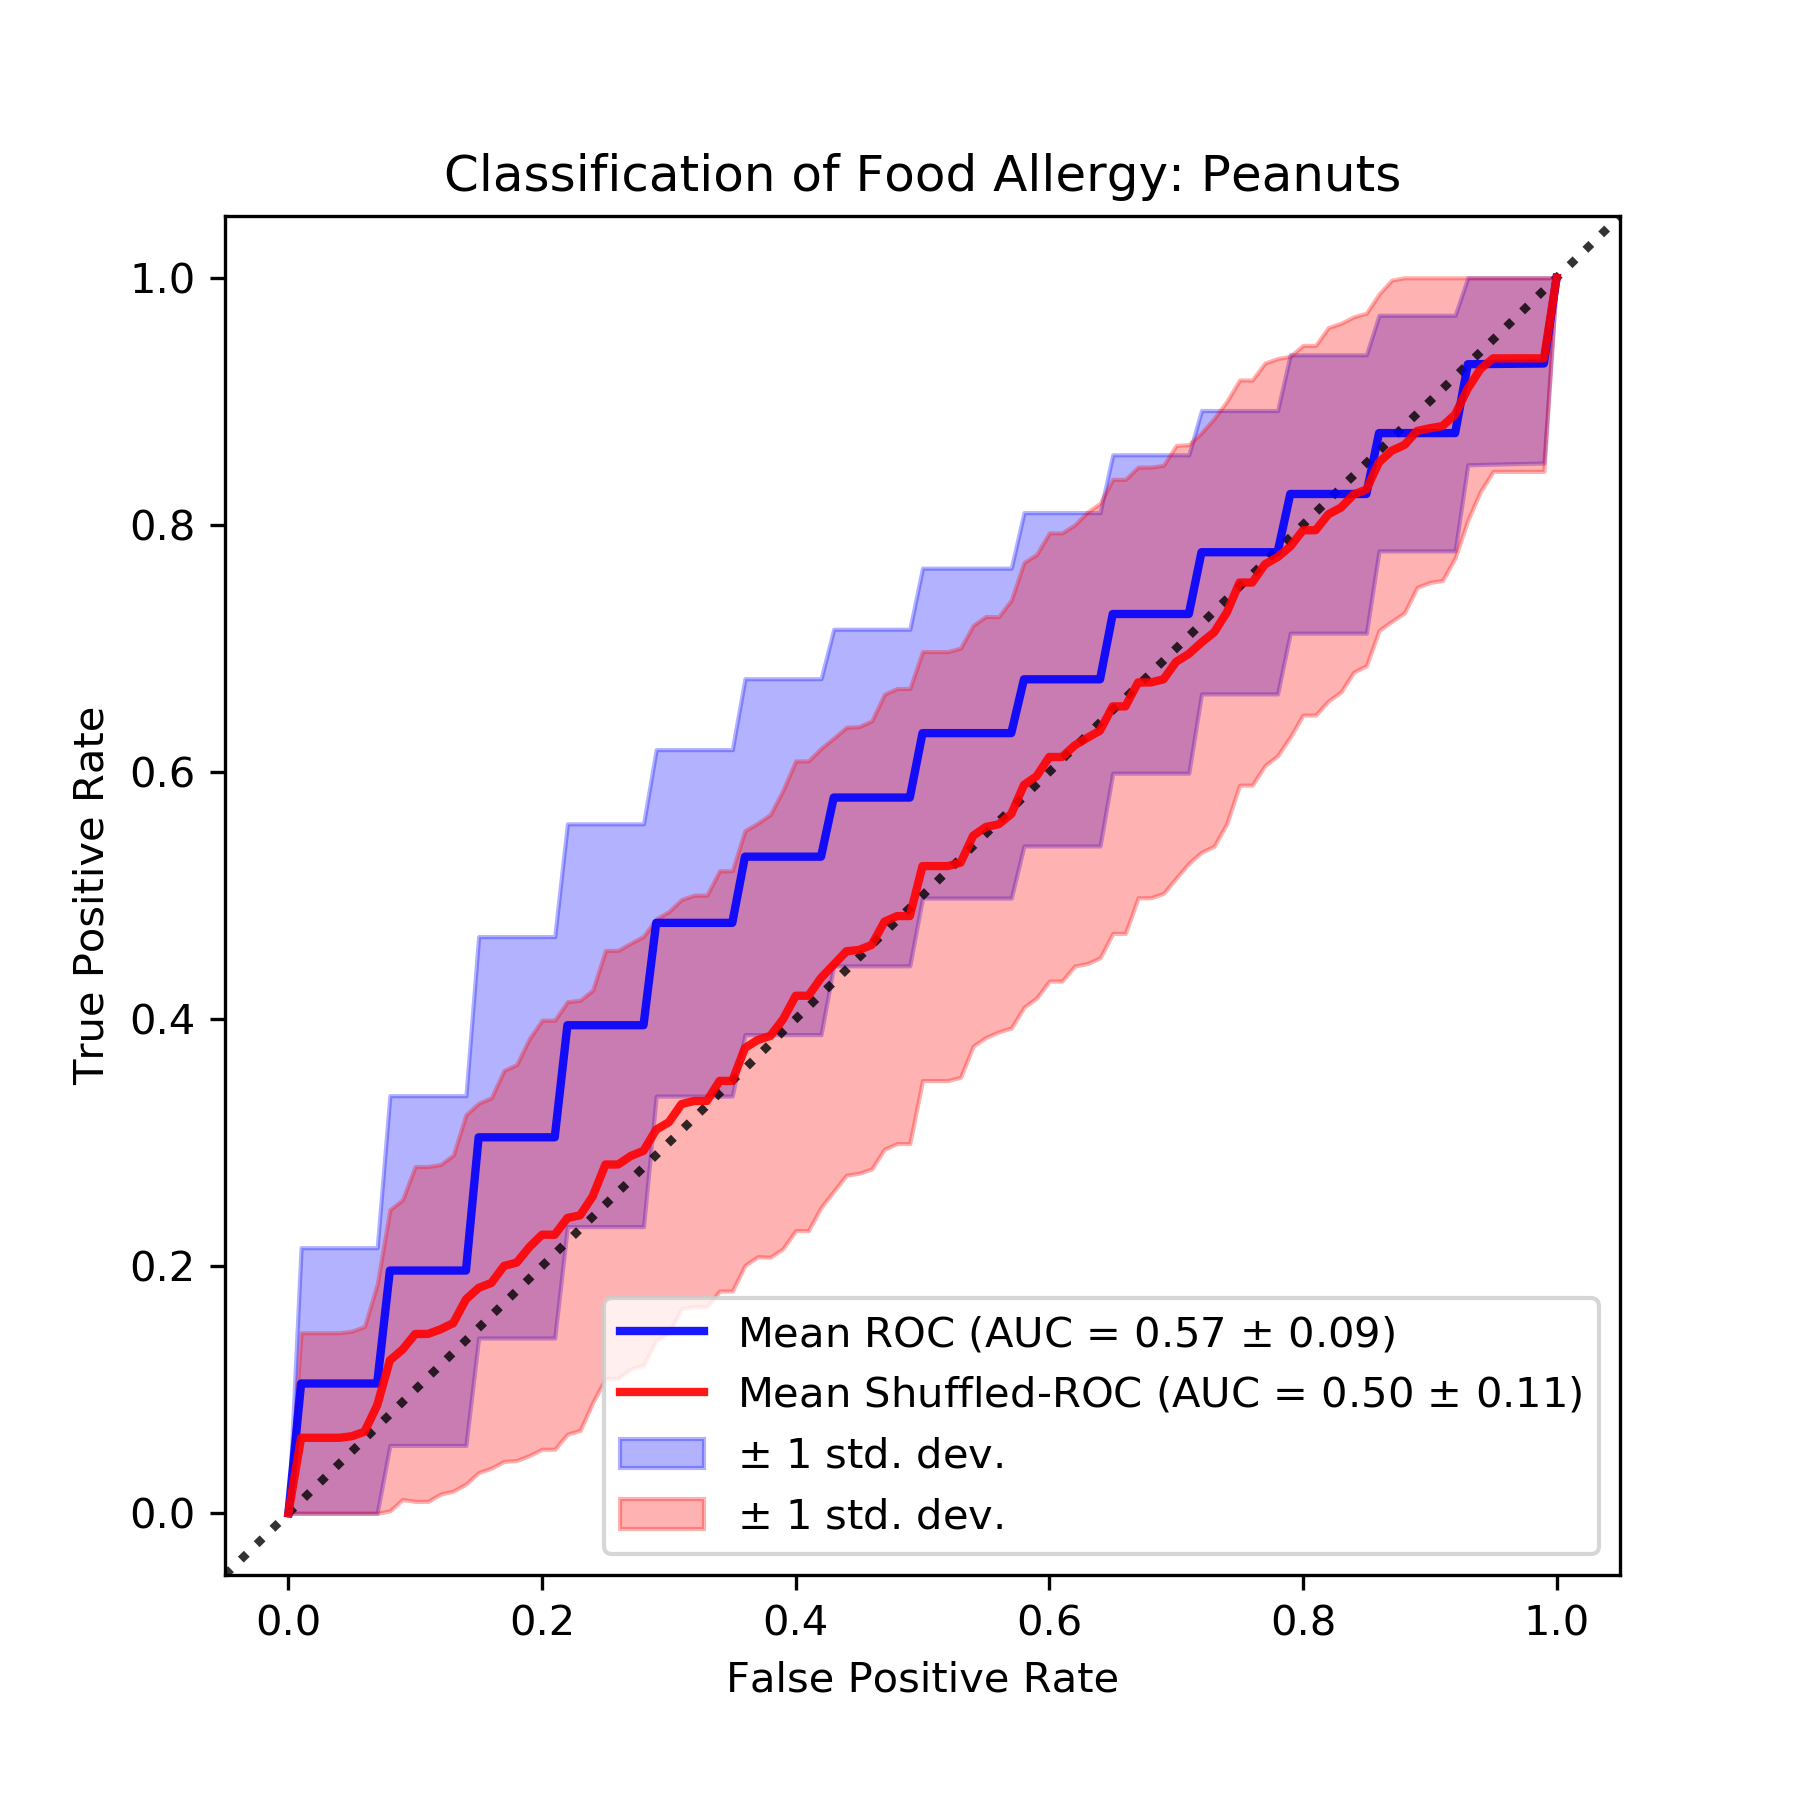 Classification of Food Allergy: Peanuts
1.0
0.8
0.6
0.4
0.2
0.0
True Positive Rate
Mean ROC (AUC = 0.57 ± 0.09)
Mean Shuffled-ROC (AUC = 0.50 ± 0.11)
± 1 std. dev.
± 1 std. dev.
0.0 0.2 0.4 0.6 0.8 1.0
False Positive Rate